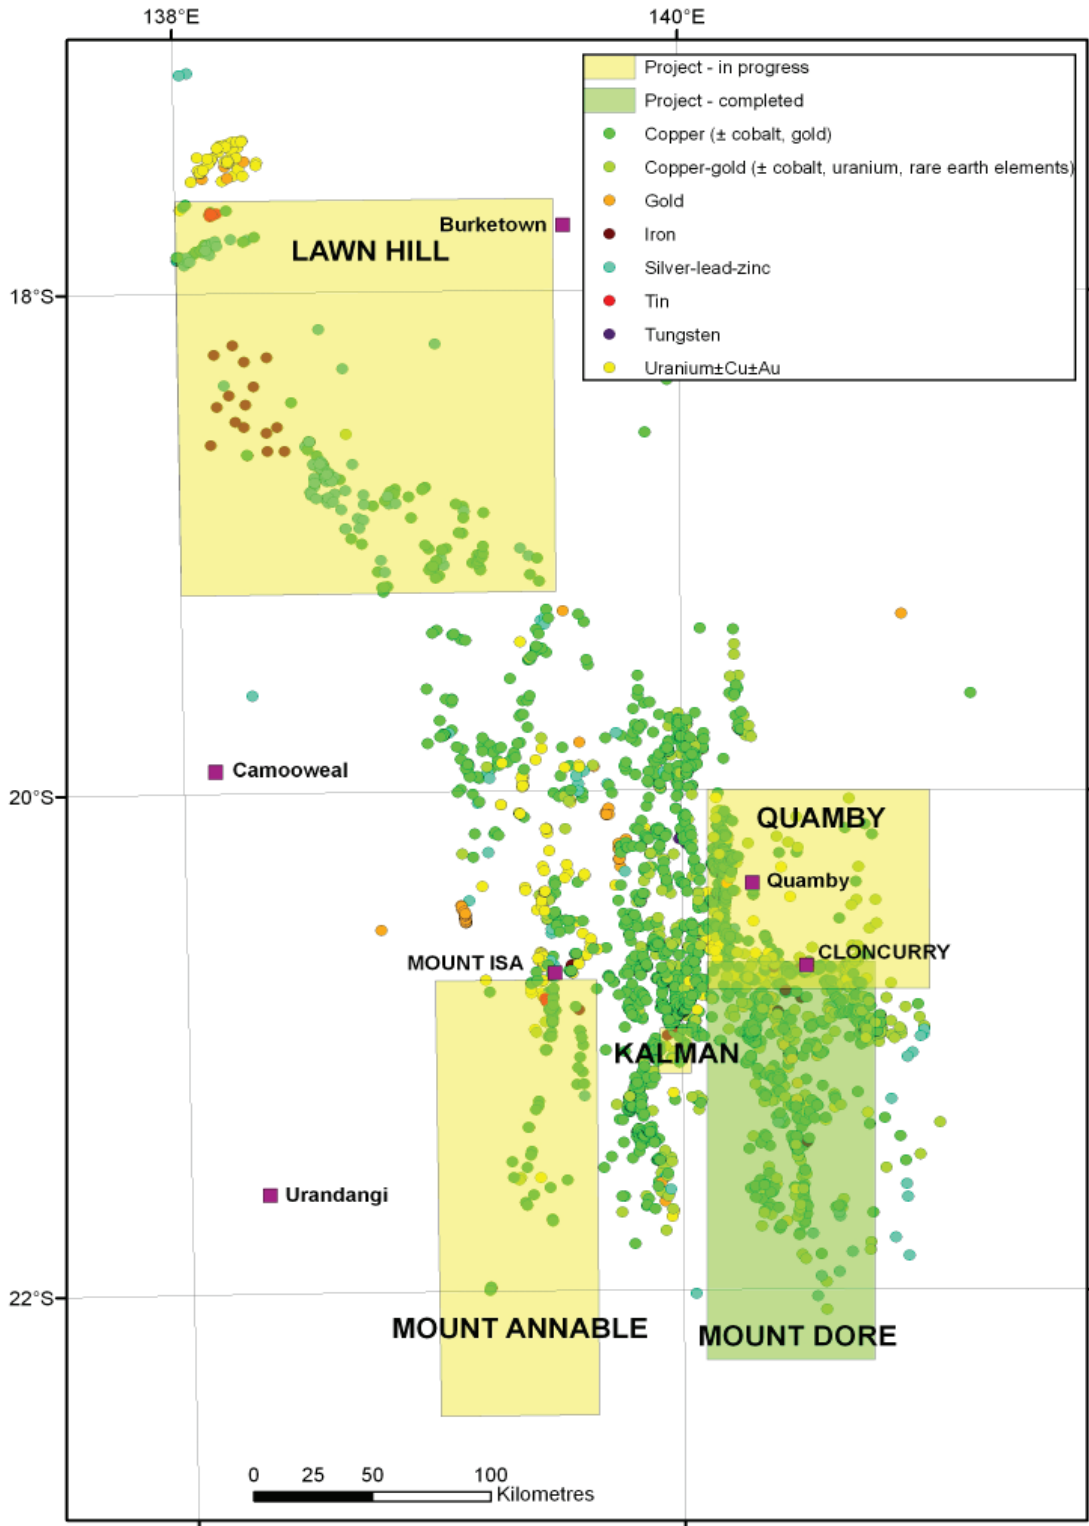 138°E
140°E
Project - in progress
Project - completed
Copper (± cobalt, gold)
Copper-gold (± cobalt, uranium, rare earth elements)
Gold
Iron
Silver-lead-zinc
Tin
Tungsten
Uranium±Cu±Au
Burketown
LAWN HILL
18°S
Camooweal
20°S
QUAMBY
Quamby
CLONCURRY
MOUNT ISA
KALMAN
Urandangi
22°S
MOUNT ANNABLE
MOUNT DORE
0 25 50 100
Kilometres